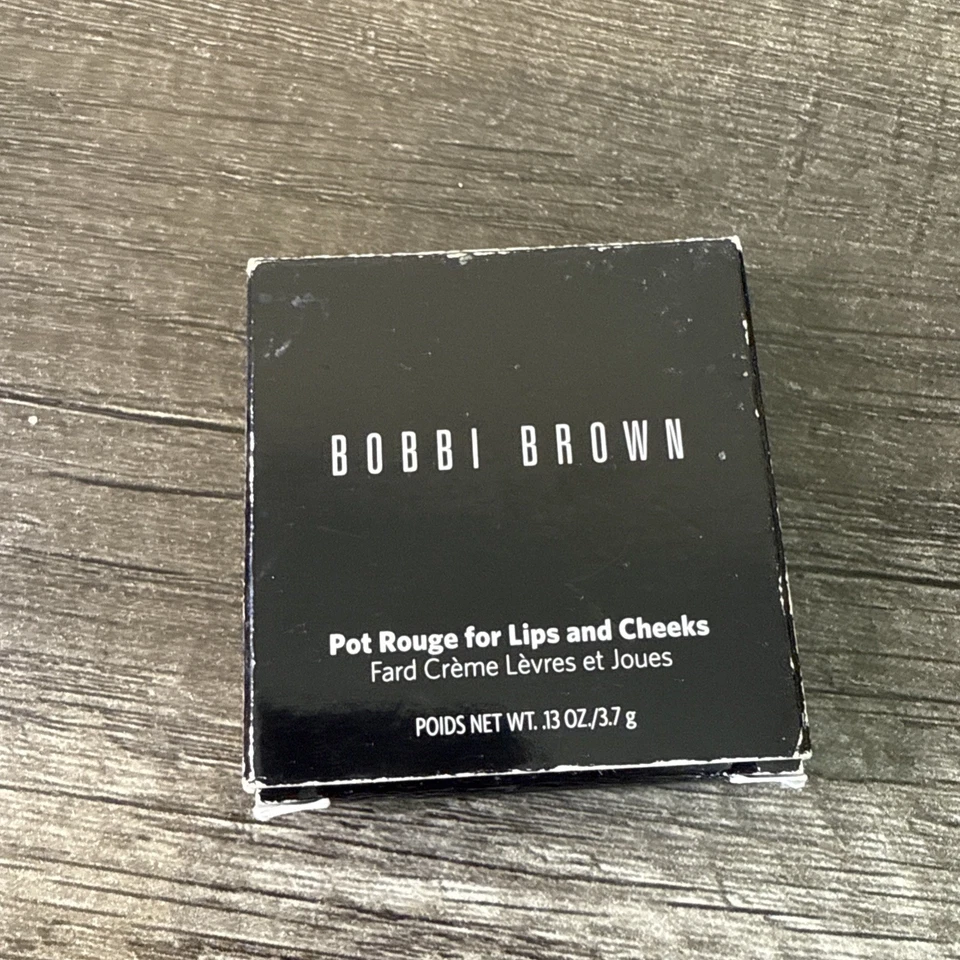 BOBBI BROWN
Pot Rouge for Lips and Cheeks
Fard Crème Lèvres et Joues
POIDS NET WT. .13 OZ./3.7 g